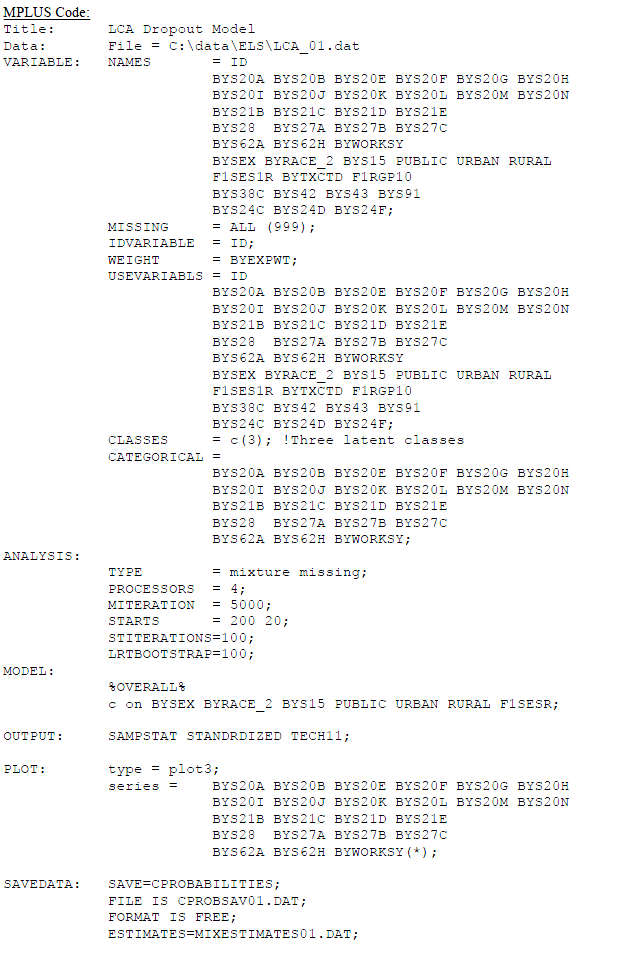 MPLUS Code:
Title: LCA Dropout Model
Data: File = C:\data\ELS\LCA_01.dat
VARIABLE: NAMES = ID
BYS20A BYS20B BYS20E BYS20F BYS20G BYS20H
BYS20I BYS20J BYS20K BYS20L BYS20M BYS20N
BYS21B BYS21C BYS21D BYS21E
BYS28 BYS27A BYS27B BYS27C
BYS62A BYS62H BYWORKSY
BYSEX BYRACE_2 BYS15 PUBLIC URBAN RURAL
F1SES1R BYTXCTD F1RGP10
BYS38C BYS42 BYS43 BYS91
BYS24C BYS24D BYS24F;
MISSING = ALL (999);
IDVARIABLE = ID;
WEIGHT = BYEXPWT;
USEVARIABLS = ID
BYS20A BYS20B BYS20E BYS20F BYS20G BYS20H
BYS20I BYS20J BYS20K BYS20L BYS20M BYS20N
BYS21B BYS21C BYS21D BYS21E
BYS28 BYS27A BYS27B BYS27C
BYS62A BYS62H BYWORKSY
BYSEX BYRACE_2 BYS15 PUBLIC URBAN RURAL
F1SES1R BYTXCTD F1RGP10
BYS38C BYS42 BYS43 BYS91
BYS24C BYS24D BYS24F;
CLASSES = c(3); !Three latent classes
CATEGORICAL =
BYS20A BYS20B BYS20E BYS20F BYS20G BYS20H
BYS20I BYS20J BYS20K BYS20L BYS20M BYS20N
BYS21B BYS21C BYS21D BYS21E
BYS28 BYS27A BYS27B BYS27C
BYS62A BYS62H BYWORKSY;
ANALYSIS:
TYPE = mixture missing;
PROCESSORS = 4;
MITERATION = 5000;
STARTS = 200 20;
STITERATIONS=100;
LRTBOOTSTRAP=100;
MODEL:
%OVERALL%
c on BYSEX BYRACE_2 BYS15 PUBLIC URBAN RURAL F1SESR;
OUTPUT: SAMPSTAT STANDRDIZED TECH11;
PLOT: type = plot3;
series = BYS20A BYS20B BYS20E BYS20F BYS20G BYS20H
BYS20I BYS20J BYS20K BYS20L BYS20M BYS20N
BYS21B BYS21C BYS21D BYS21E
BYS28 BYS27A BYS27B BYS27C
BYS62A BYS62H BYWORKSY(*);
SAVEDATA: SAVE=CPROBABILITIES;
FILE IS CPROBSAV01.DAT;
FORMAT IS FREE;
ESTIMATES=MIXESTIMATES01.DAT;